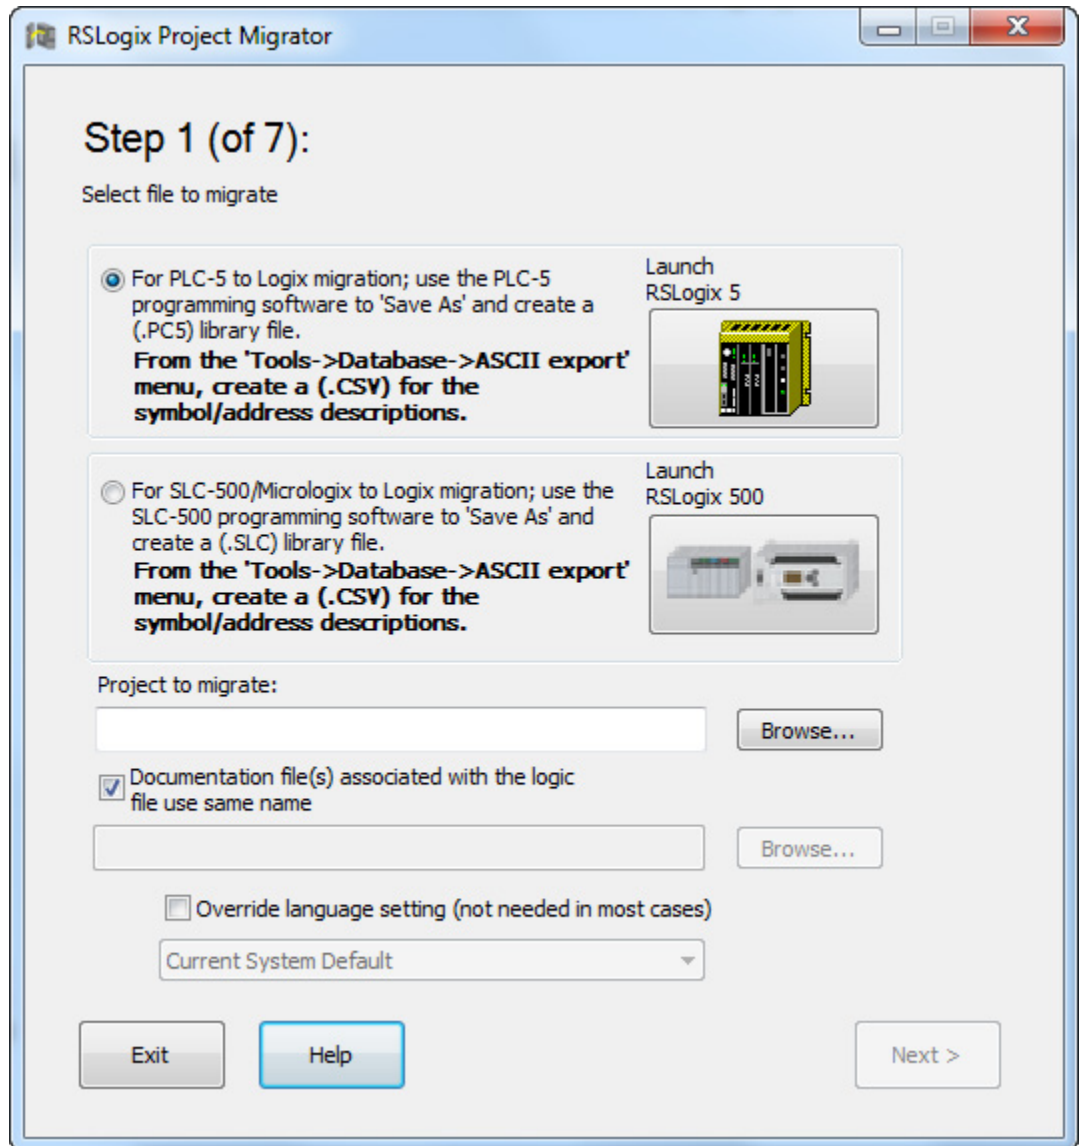 RSLogix Project Migrator
Step 1 (of 7):
Select file to migrate
For PLC-5 to Logix migration; use the PLC-5
programming software to 'Save As' and create a
(.PC5) library file.
From the 'Tools->Database->ASCII export'
menu, create a (.CSV) for the
symbol/address descriptions.
Launch
RSLogix 5
For SLC-500/Micrologix to Logix migration; use the
SLC-500 programming software to 'Save As' and
create a (.SLC) library file.
From the 'Tools->Database->ASCII export'
menu, create a (.CSV) for the
symbol/address descriptions.
Launch
RSLogix 500
Project to migrate:
Browse...
Documentation file(s) associated with the logic
file use same name
Browse...
Override language setting (not needed in most cases)
Current System Default
Exit
Help
Next >